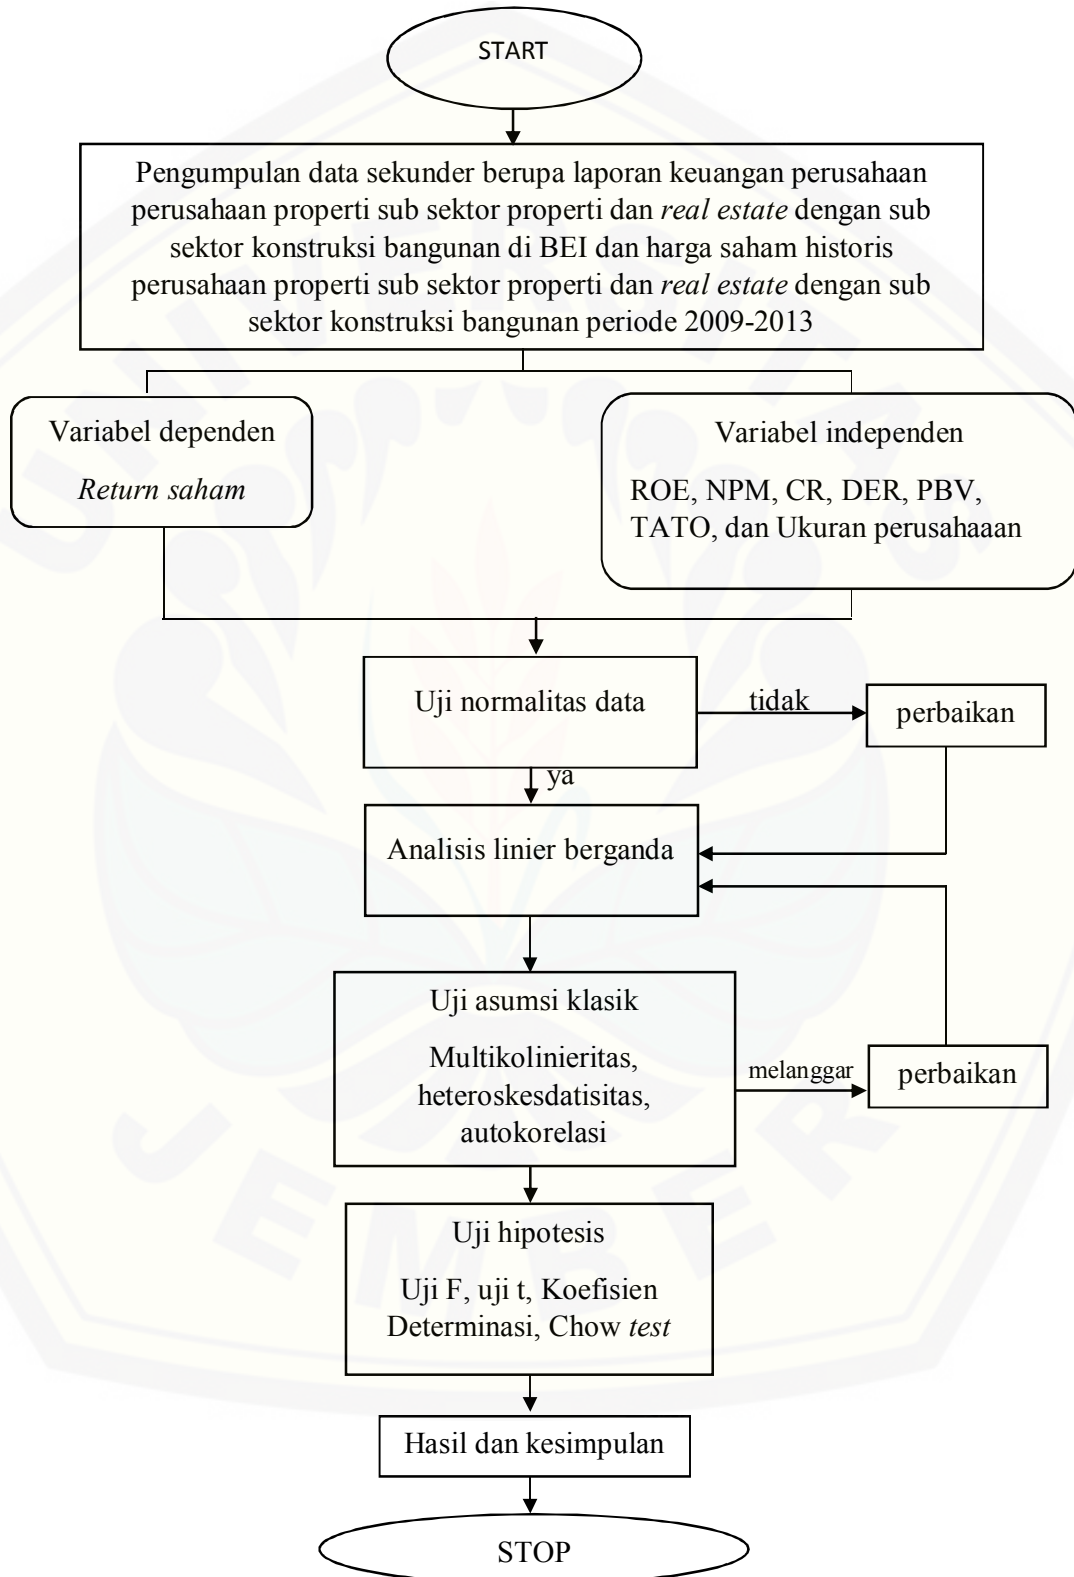 START
Pengumpulan data sekunder berupa laporan keuangan perusahaan
perusahaan properti sub sektor properti dan real estate dengan sub
sektor konstruksi bangunan di BEI dan harga saham historis
perusahaan properti sub sektor properti dan real estate dengan sub
sektor konstruksi bangunan periode 2009-2013
Variabel dependen
Return saham
Variabel independen
ROE, NPM, CR, DER, PBV,
TATO, dan Ukuran perusahaaan
Uji normalitas data
tidak
perbaikan
ya
Analisis linier berganda
Uji asumsi klasik
Multikolinieritas,
heteroskesdatisitas,
autokorelasi
melanggar
perbaikan
Uji hipotesis
Uji F, uji t, Koefisien
Determinasi, Chow test
Hasil dan kesimpulan
STOP
UNIVERSITAS
JEMBER